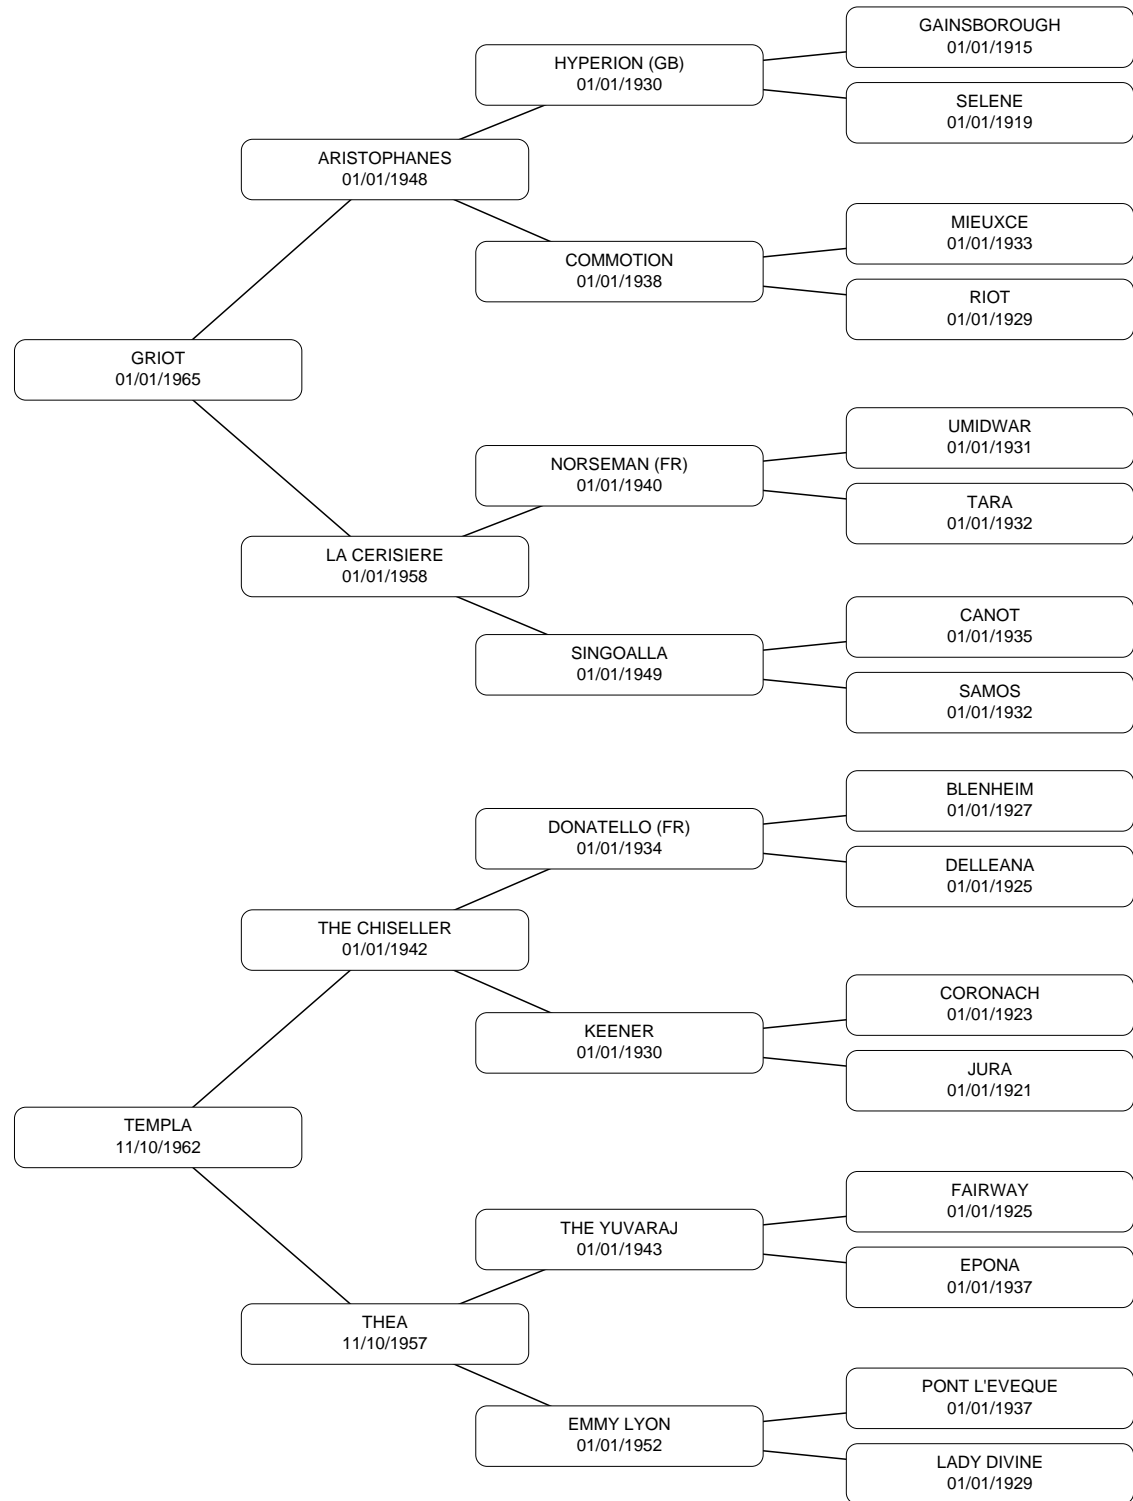 GAINSBOROUGH
01/01/1915
HYPERION (GB)
01/01/1930
SELENE
01/01/1919
ARISTOPHANES
01/01/1948
MIEUXCE
01/01/1933
COMMOTION
01/01/1938
RIOT
01/01/1929
GRIOT
01/01/1965
UMIDWAR
01/01/1931
NORSEMAN (FR)
01/01/1940
TARA
01/01/1932
LA CERISIERE
01/01/1958
CANOT
01/01/1935
SINGOALLA
01/01/1949
SAMOS
01/01/1932
BLENHEIM
01/01/1927
DONATELLO (FR)
01/01/1934
DELLEANA
01/01/1925
THE CHISELLER
01/01/1942
CORONACH
01/01/1923
KEENER
01/01/1930
JURA
01/01/1921
TEMPLA
11/10/1962
FAIRWAY
01/01/1925
THE YUVARAJ
01/01/1943
EPONA
01/01/1937
THEA
11/10/1957
PONT L'EVEQUE
01/01/1937
EMMY LYON
01/01/1952
LADY DIVINE
01/01/1929